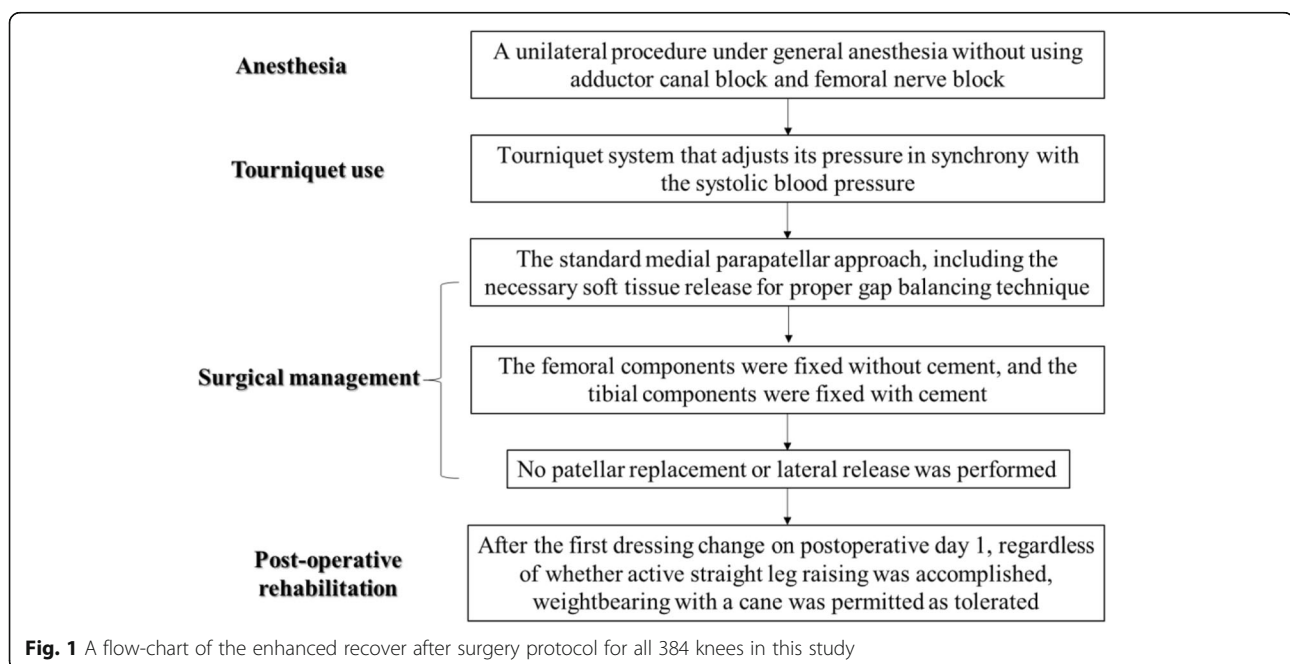 Anesthesia
A unilateral procedure under general anesthesia without using
adductor canal block and femoral nerve block
Tourniquet use
Tourniquet system that adjusts its pressure in synchrony with
the systolic blood pressure
Surgical management
The standard medial parapatellar approach, including the
necessary soft tissue release for proper gap balancing technique
The femoral components were fixed without cement, and the
tibial components were fixed with cement
No patellar replacement or lateral release was performed
Post-operative
rehabilitation
After the first dressing change on postoperative day 1, regardless
of whether active straight leg raising was accomplished,
weightbearing with a cane was permitted as tolerated
Fig. 1 A flow-chart of the enhanced recover after surgery protocol for all 384 knees in this study